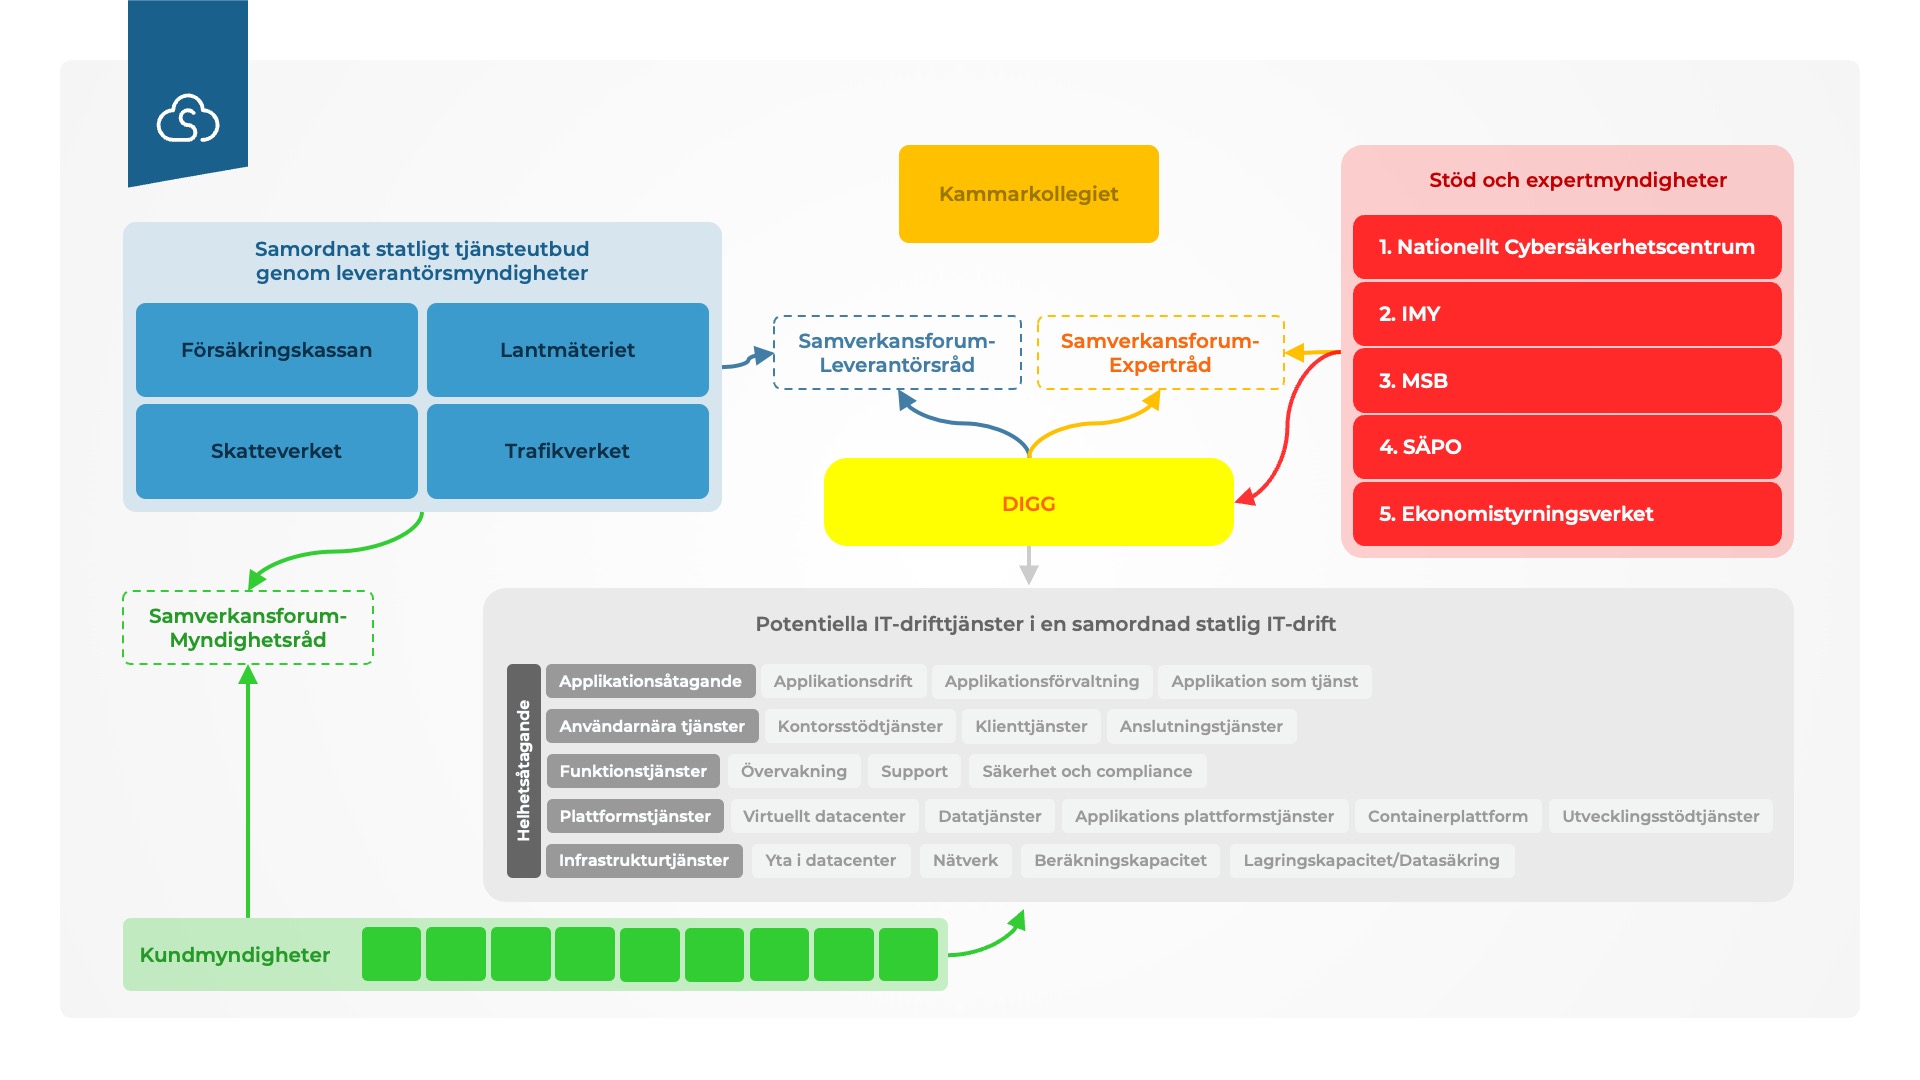 Kammarkollegiet
Stöd och expertmyndigheter
1. Nationellt Cybersäkerhetscentrum
2. IMY
3. MSB
4. SÄPO
5. Ekonomistyrningsverket
Samordnat statligt tjänsteutbud
genom leverantörsmyndigheter
Försäkringskassan
Lantmäteriet
Skatteverket
Trafikverket
Samverkansforum-
Leverantörsråd
Samverkansforum-
Expertråd
DIGG
Samverkansforum-
Myndighetsråd
Potentiella IT-drifttjänster i en samordnad statlig IT-drift
Helhetsåtagande
Applikationsåtagande Applikationsdrift Applikationsförvaltning Applikation som tjänst
Användarnära tjänster Kontorsstödtjänster Klienttjänster Anslutningstjänster
Funktionstjänster Övervakning Support Säkerhet och compliance
Plattformstjänster Virtuellt datacenter Datatjänster Applikations plattformstjänster Containerplattform Utvecklingsstödtjänster
Infrastrukturtjänster Yta i datacenter Nätverk Beräkningskapacitet Lagringskapacitet/Datasäkring
Kundmyndigheter